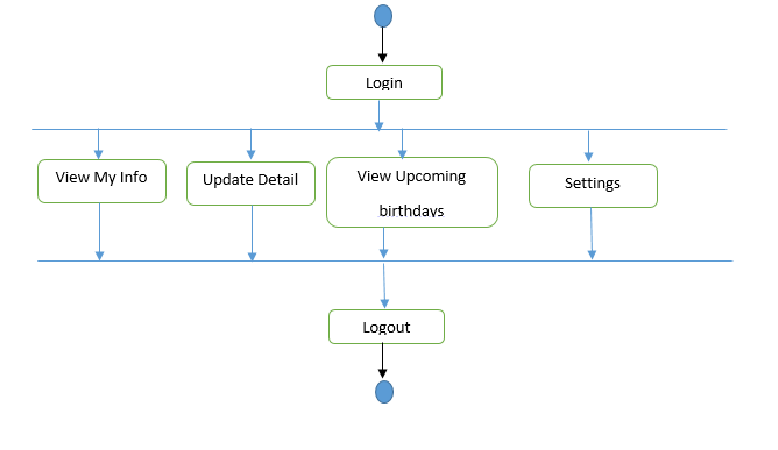 Login
View My Info
Update Detail
View Upcoming
birthdays
Settings
Logout